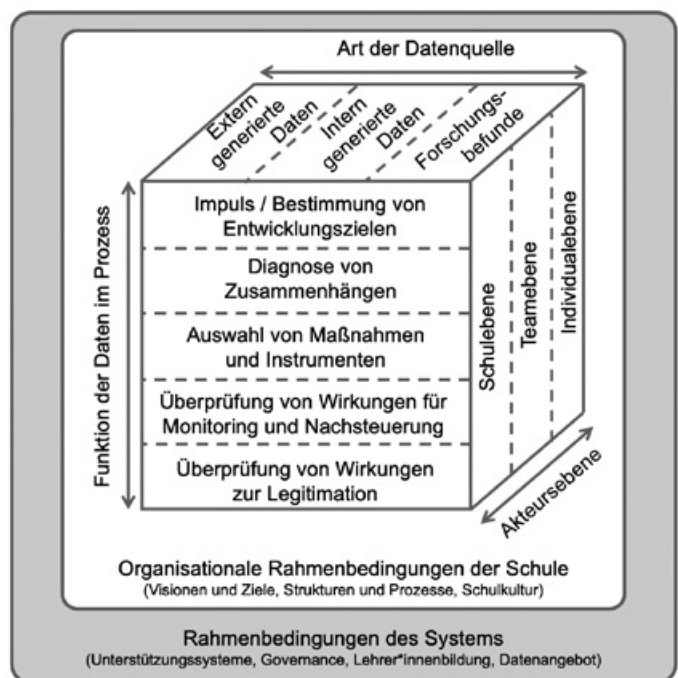 Art der Datenquelle
Extern
generierte
Daten
Intern
generierte
Daten
Forschungs-
befunde
Funktion der Daten im Prozess
Impuls / Bestimmung von
Entwicklungszielen
Diagnose von
Zusammenhängen
Auswahl von Maßnahmen
und Instrumenten
Überprüfung von Wirkungen für
Monitoring und Nachsteuerung
Überprüfung von Wirkungen
zur Legitimation
Schulebene
Teamebene
Individualebene
Akteursebene
Organisationale Rahmenbedingungen der Schule
(Visionen und Ziele, Strukturen und Prozesse, Schulkultur)
Rahmenbedingungen des Systems
(Unterstützungssysteme, Governance, Lehrer*innenbildung, Datenangebot)